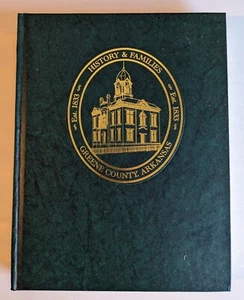 HISTORY & FAMILIES
Est. 1833
Est. 1833
GREENE COUNTY, ARKANSAS